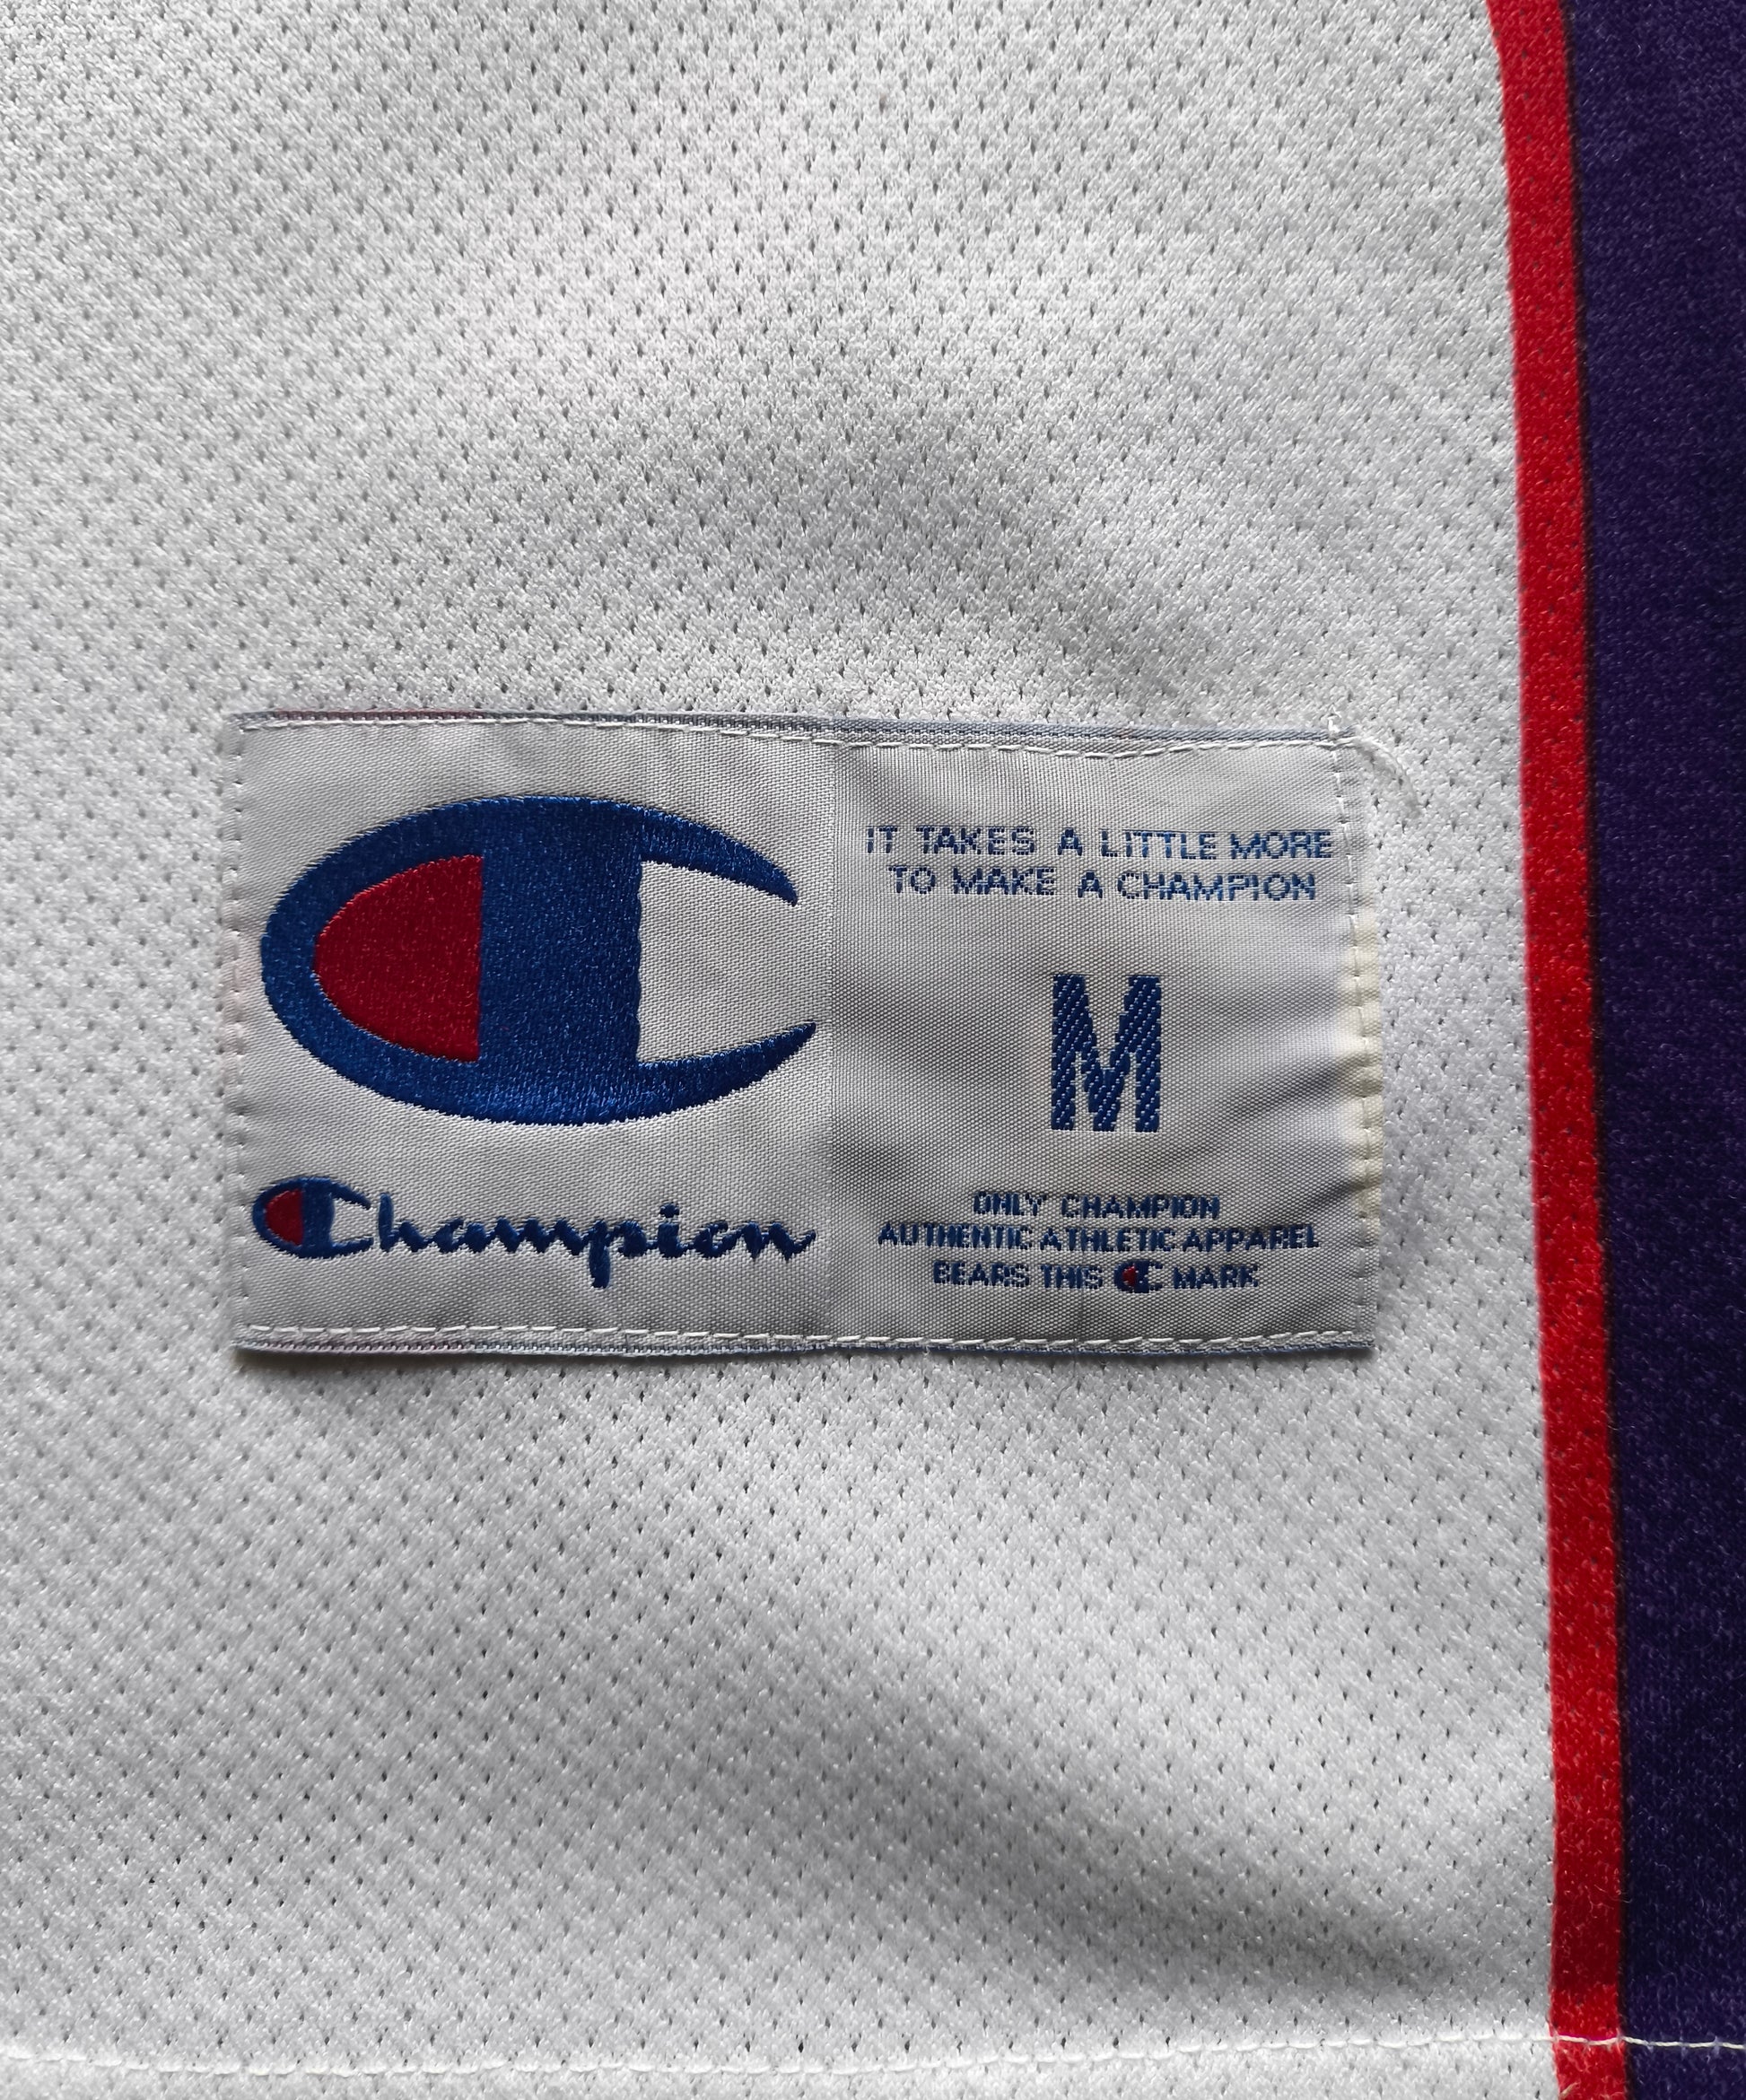 Champion
IT TAKES A LITTLE MORE
TO MAKE A CHAMPION
M
ONLY CHAMPION
AUTHENTIC ATHLETIC APPAREL
BEARS THIS C MARK